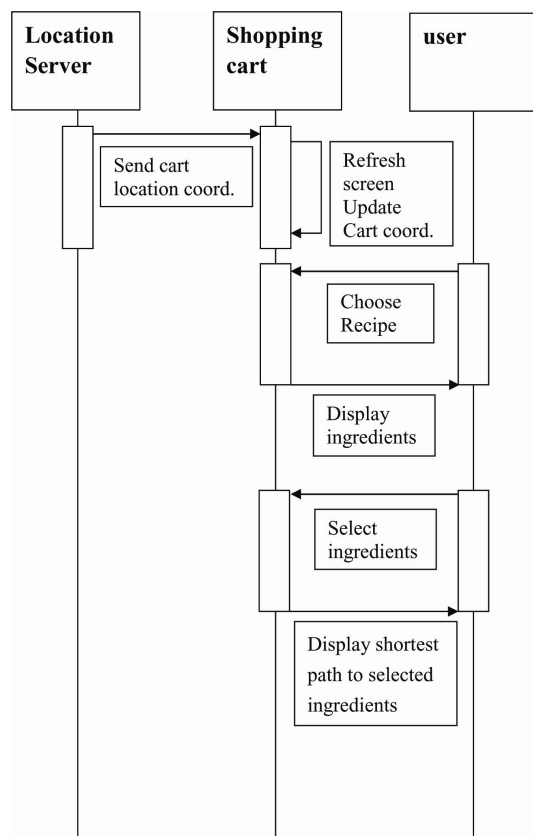 Location
Server
Shopping
cart
user
Send cart
location coord.
Refresh
screen
Update
Cart coord.
Choose
Recipe
Display
ingredients
Select
ingredients
Display shortest
path to selected
ingredients